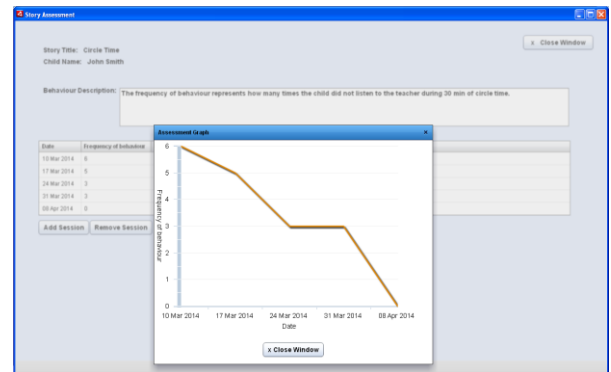 Story Assessment
x Close Window
Story Title: Circle Time
Child Name: John Smith
Behaviour Description: The frequency of behaviour represents how many times the child did not listen to the teacher during 30 min of circle time.
Date Frequency of behaviour
10 Mar 2014 6
17 Mar 2014 5
24 Mar 2014 3
31 Mar 2014 3
08 Apr 2014 0
Add Session Remove Session
Assessment Graph x
Frequency of behaviour
6
5
4
3
2
1
0
10 Mar 2014 17 Mar 2014 24 Mar 2014 31 Mar 2014 08 Apr 2014
Date
x Close Window